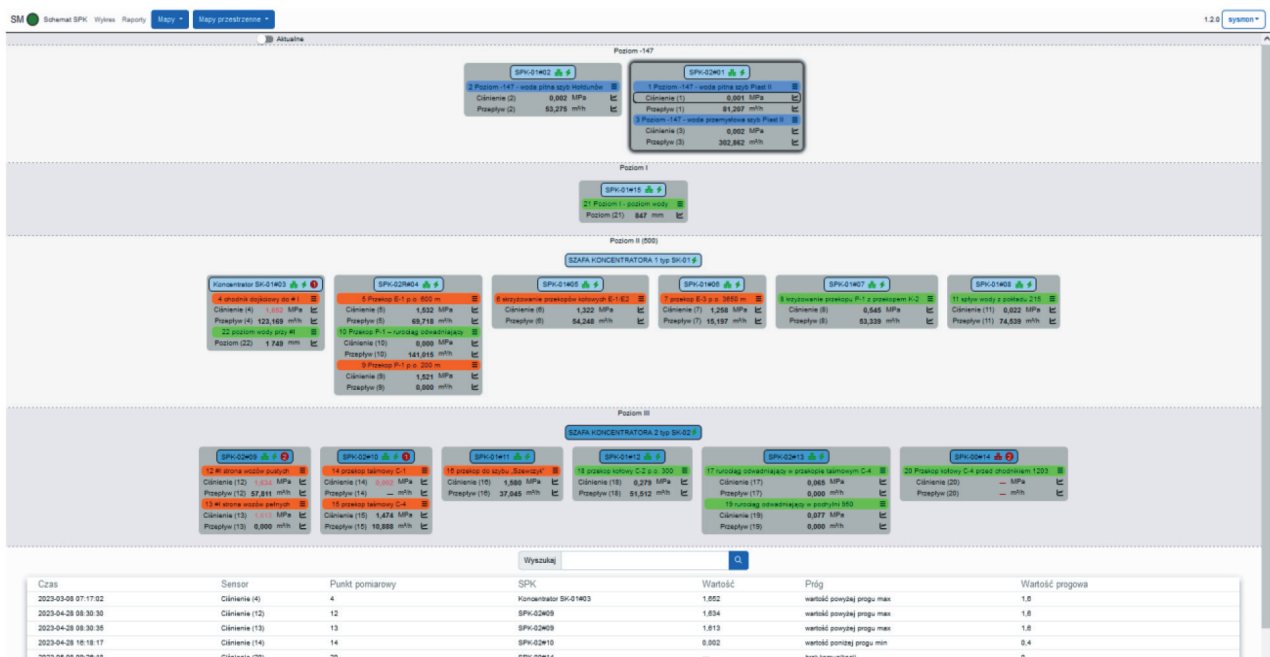 SM Schemat SPK Wykres Raporty Mapy Mapy przestrzenne 1.2.0 sysmon
Aktualne
Poziom -147
SPK-01#02 SPK-02#01
2 Poziom -147 - woda pitna szyb Hołdunów 1 Poziom -147 - woda pitna szyb Piast II
Ciśnienie (2) 0,002 MPa Ciśnienie (1) 0,001 MPa
Przepływ (2) 53,275 m³/h Przepływ (1) 81,207 m³/h
3 Poziom -147 - woda przemysłowa szyb Piast II
Ciśnienie (3) 0,002 MPa
Przepływ (3) 302,862 m³/h
Poziom I
SPK-01#15
21 Poziom I - poziom wody
Poziom (21) 847 mm
Poziom II (500)
SZAFA KONCENTRATORA 1 typ SK-01
Koncentrator SK-01#03 1 SPK-02R#04 SPK-01#05 SPK-01#06 SPK-01#07 SPK-01#08
4 chodnik dojściowy do # I 5 Przekop E-1 p.o. 600 m 6 skrzyżowanie przekopów kołowych E-1/E2 7 przekop E-3 p.o. 3650 m 8 krzyżowanie przekopu P-1 z przekopem K-2 11 spływ wody z pokładu 215
Ciśnienie (4) 1,652 MPa Ciśnienie (5) 1,532 MPa Ciśnienie (6) 1,322 MPa Ciśnienie (7) 1,258 MPa Ciśnienie (8) 0,545 MPa Ciśnienie (11) 0,022 MPa
Przepływ (4) 123,169 m³/h Przepływ (5) 69,718 m³/h Przepływ (6) 54,248 m³/h Przepływ (7) 15,197 m³/h Przepływ (8) 53,339 m³/h Przepływ (11) 74,539 m³/h
22 poziom wody przy #I 10 Przekop P-1 – rurociąg odwadniający
Poziom (22) 1 749 mm Ciśnienie (10) 0,000 MPa
Przepływ (10) 141,015 m³/h
9 Przekop P-1 p.o. 200 m
Ciśnienie (9) 1,521 MPa
Przepływ (9) 0,000 m³/h
Poziom III
SZAFA KONCENTRATORA 2 typ SK-02
SPK-02#09 2 SPK-02#10 1 SPK-01#11 SPK-01#12 SPK-02#13 SPK-00#14 2
12 #I strona wozów pustych 14 przekop taśmowy C-1 16 przekop do szybu „Szewczyk” 18 przekop kołowy C-2 p.o. 300 17 rurociąg odwadniający w przekopie taśmowym C-4 20 Przekop kołowy C-4 przed chodnikiem 1203
Ciśnienie (12) 1,634 MPa Ciśnienie (14) 0,002 MPa Ciśnienie (16) 1,580 MPa Ciśnienie (18) 0,279 MPa Ciśnienie (17) 0,065 MPa Ciśnienie (20) — MPa
Przepływ (12) 57,811 m³/h Przepływ (14) — m³/h Przepływ (16) 37,045 m³/h Przepływ (18) 51,512 m³/h Przepływ (17) 0,000 m³/h Przepływ (20) — m³/h
13 #I strona wozów pełnych 15 przekop taśmowy C-4 19 rurociąg odwadniający w pochylni 950
Ciśnienie (13) 1,613 MPa Ciśnienie (15) 1,474 MPa Ciśnienie (19) 0,077 MPa
Przepływ (13) 0,000 m³/h Przepływ (15) 10,888 m³/h Przepływ (19) 0,000 m³/h
Wyszukaj
Czas Sensor Punkt pomiarowy SPK Wartość Próg Wartość progowa
2023-03-08 07:17:02 Ciśnienie (4) 4 Koncentrator SK-01#03 1,652 wartość powyżej progu max 1,6
2023-04-28 08:30:30 Ciśnienie (12) 12 SPK-02#09 1,634 wartość powyżej progu max 1,6
2023-04-28 08:30:35 Ciśnienie (13) 13 SPK-02#09 1,613 wartość powyżej progu max 1,6
2023-04-28 16:18:17 Ciśnienie (14) 14 SPK-02#10 0,002 wartość poniżej progu min 0,4